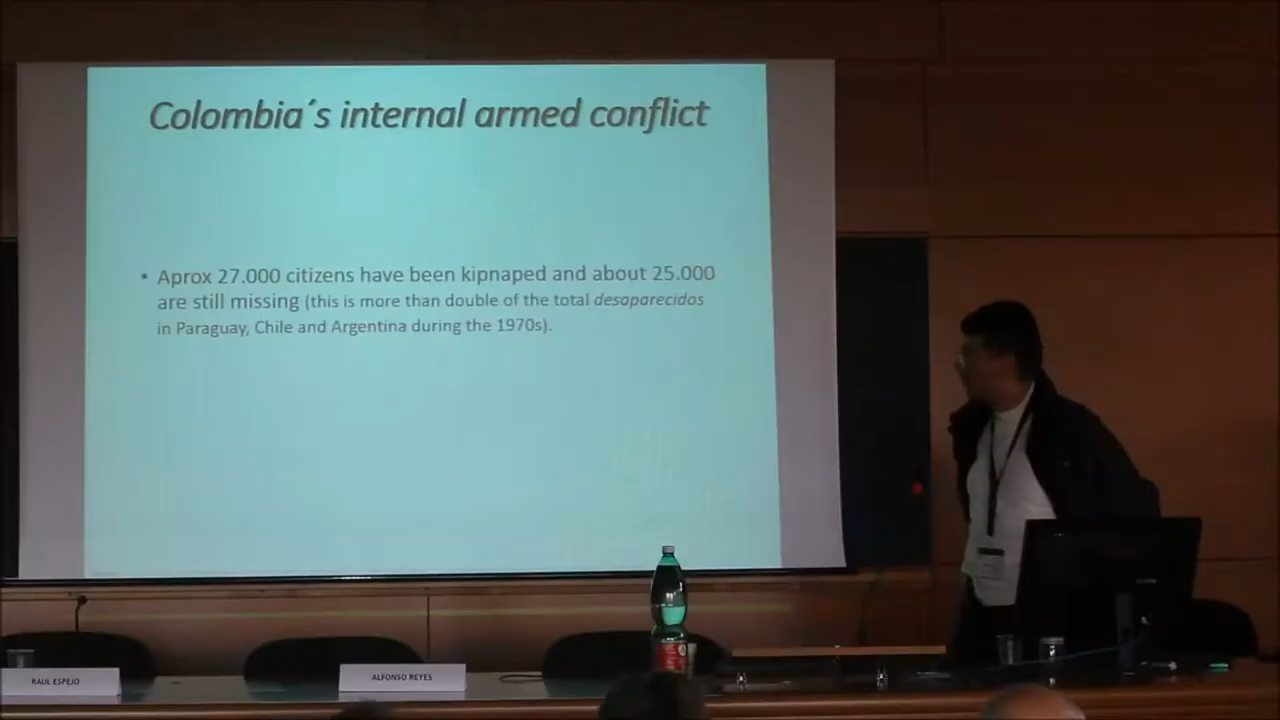 Colombia´s internal armed conflict
• Aprox 27.000 citizens have been kipnaped and about 25.000
are still missing (this is more than double of the total desaparecidos
in Paraguay, Chile and Argentina during the 1970s).
RAUL ESPEJO
ALFONSO REYES